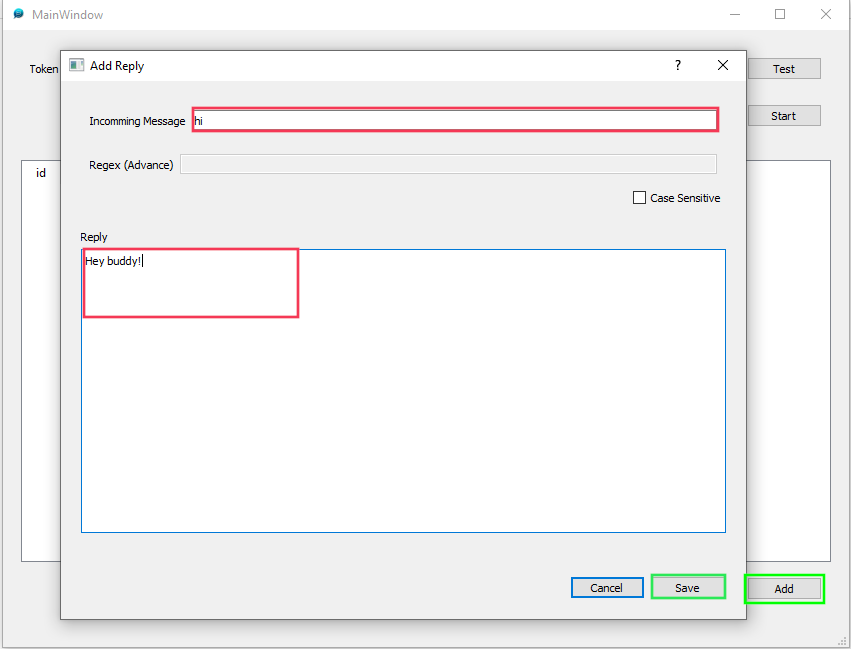 MainWindow
Add Reply
?
Token
Test
Incomming Message
hi
Start
Regex (Advance)
id
Case Sensitive
Reply
Hey buddy!
Cancel
Save
Add